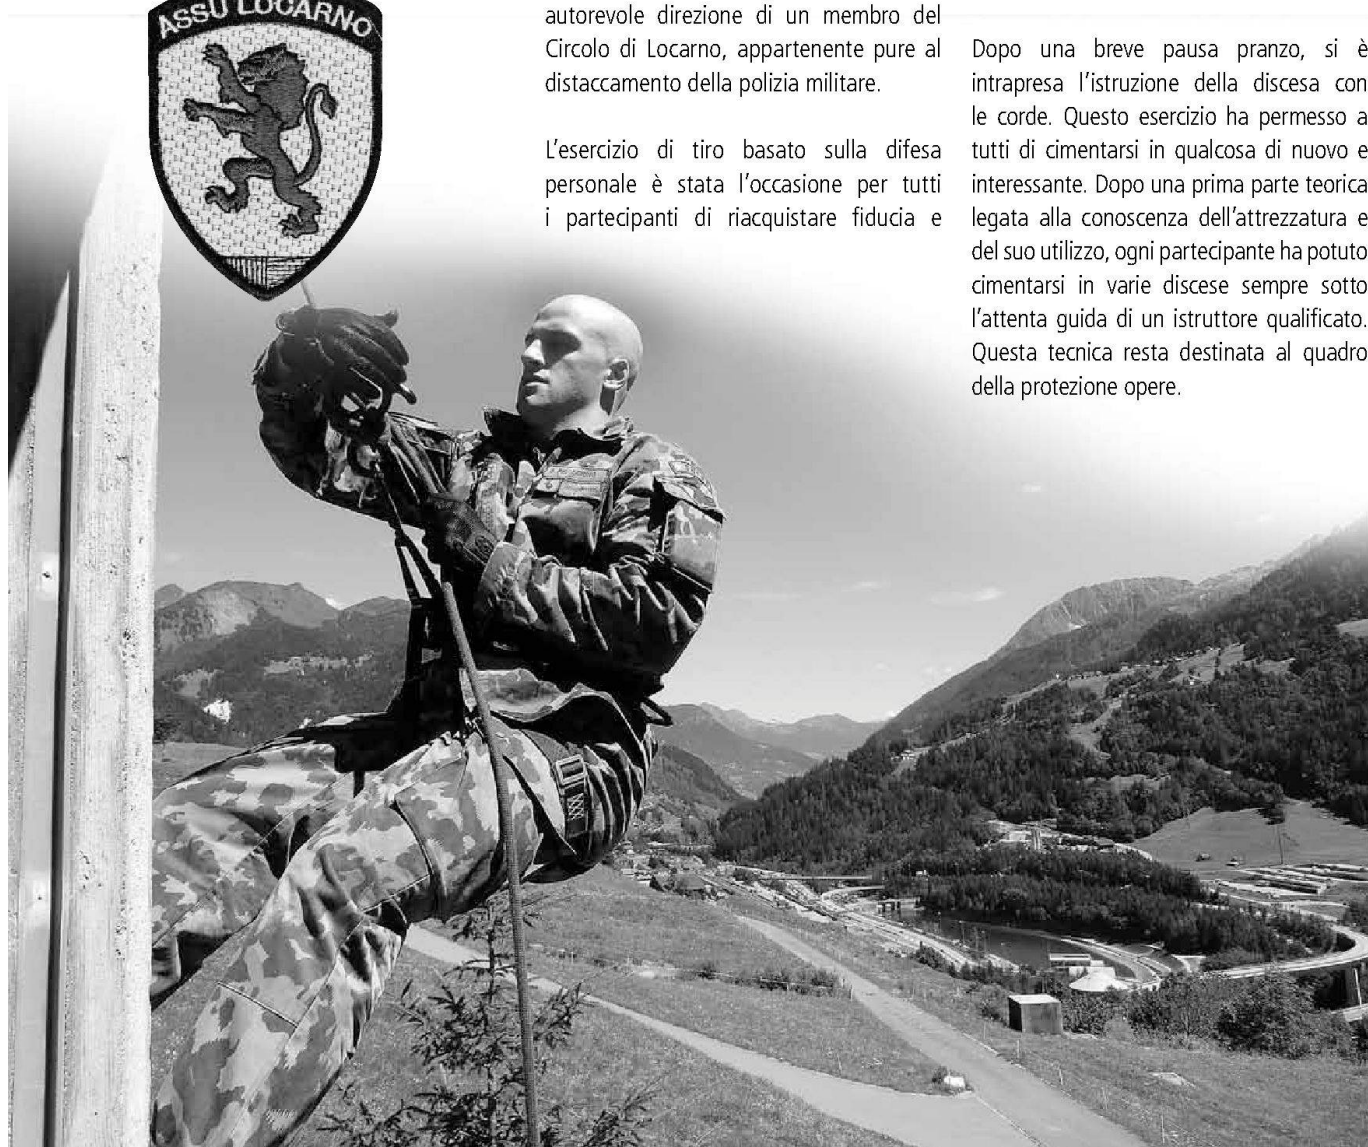 ASSU LOCARNO
autorevole direzione di un membro del
Circolo di Locarno, appartenente pure al
distaccamento della polizia militare.
L'esercizio di tiro basato sulla difesa
personale è stata l'occasione per tutti
i partecipanti di riacquistare fiducia e
Dopo una breve pausa pranzo, si è
intrapresa l'istruzione della discesa con
le corde. Questo esercizio ha permesso a
tutti di cimentarsi in qualcosa di nuovo e
interessante. Dopo una prima parte teorica
legata alla conoscenza dell'attrezzatura e
del suo utilizzo, ogni partecipante ha potuto
cimentarsi in varie discese sempre sotto
l'attenta guida di un istruttore qualificato.
Questa tecnica resta destinata al quadro
della protezione opere.